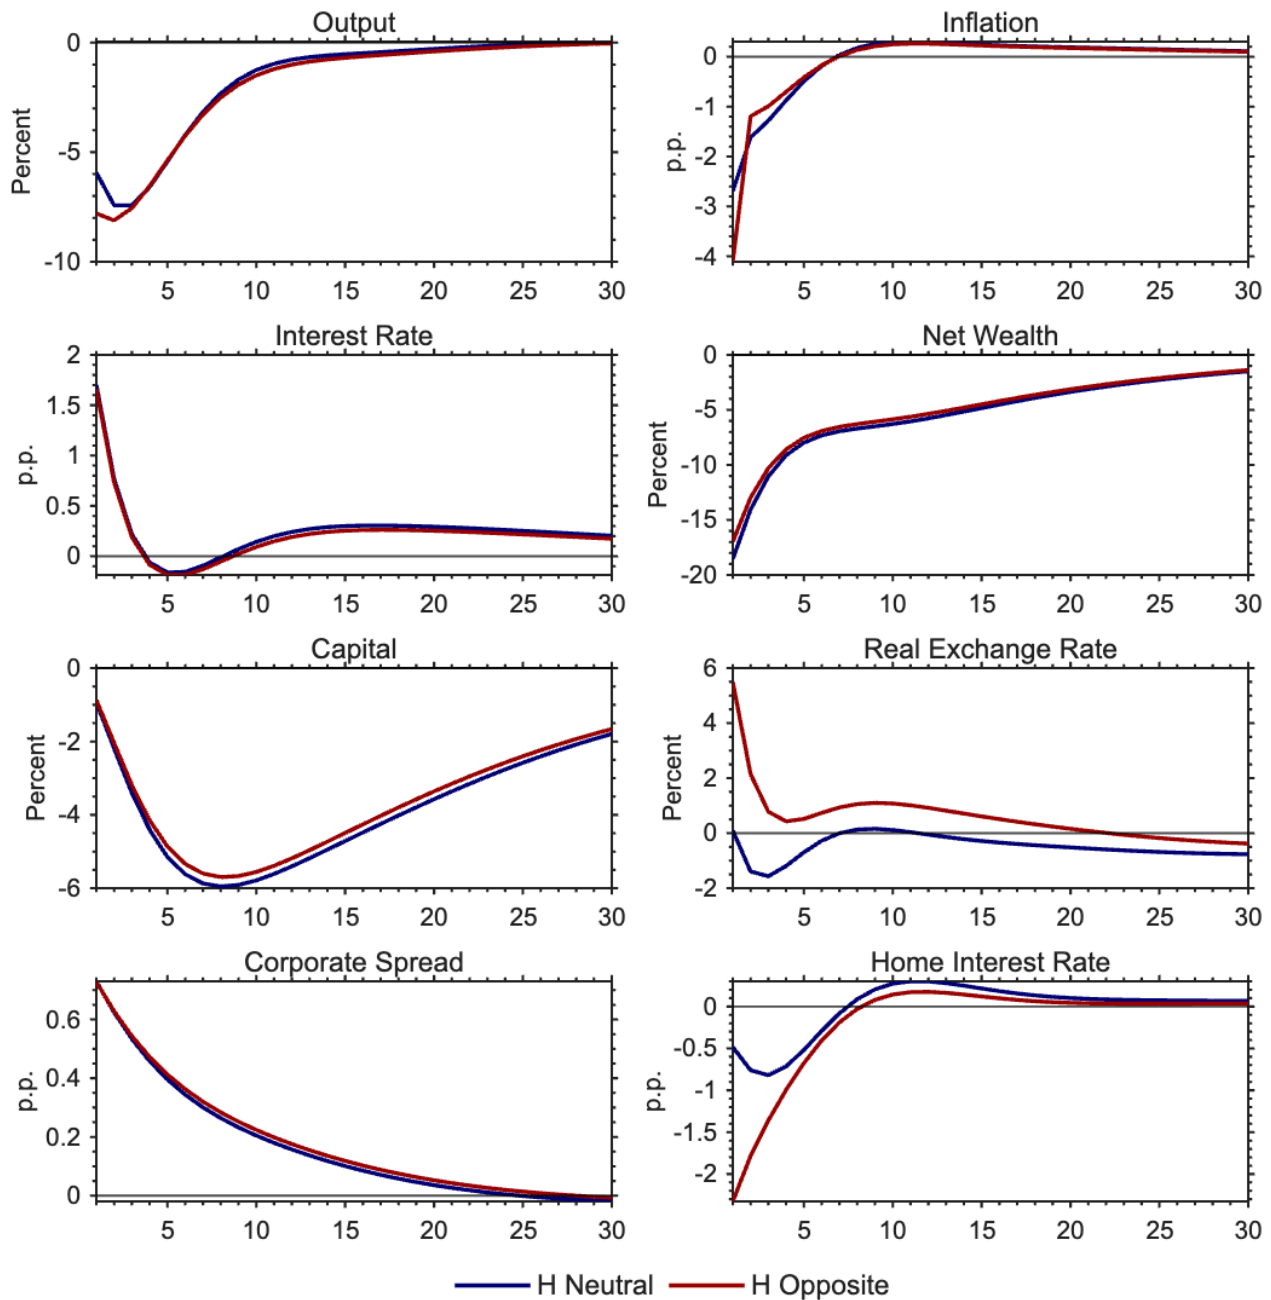 Output
Percent
0
-5
-10
5 10 15 20 25 30
Inflation
p.p.
0
-1
-2
-3
-4
5 10 15 20 25 30
Interest Rate
p.p.
2
1.5
1
0.5
0
5 10 15 20 25 30
Net Wealth
Percent
0
-5
-10
-15
-20
5 10 15 20 25 30
Capital
Percent
0
-2
-4
-6
5 10 15 20 25 30
Real Exchange Rate
Percent
6
4
2
0
-2
5 10 15 20 25 30
Corporate Spread
p.p.
0.6
0.4
0.2
0
5 10 15 20 25 30
Home Interest Rate
p.p.
0
-0.5
-1
-1.5
-2
5 10 15 20 25 30
H Neutral H Opposite